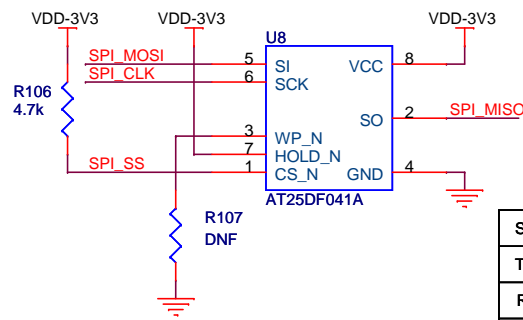 VDD-3V3 VDD-3V3 VDD-3V3
U8
SPI_MOSI 5 SI VCC 8
SPI_CLK 6 SCK
R106
4.7k
SO 2 SPI_MISO
3 WP_N
7 HOLD_N
SPI_SS 1 CS_N GND 4
AT25DF041A
R107
DNF
S
T
R